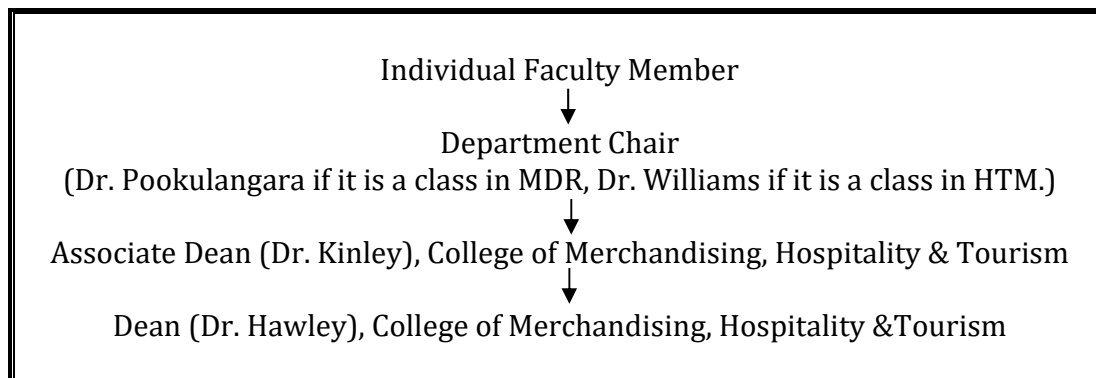 Individual Faculty Member
Department Chair
(Dr. Pookulangara if it is a class in MDR, Dr. Williams if it is a class in HTM.)
Associate Dean (Dr. Kinley), College of Merchandising, Hospitality & Tourism
Dean (Dr. Hawley), College of Merchandising, Hospitality &Tourism